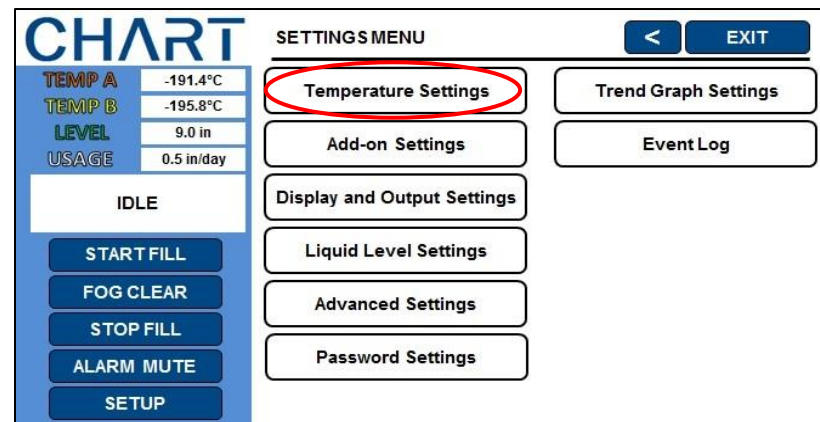 CHART
SETTINGS MENU
<
EXIT
TEMP A -191.4°C
TEMP B -195.8°C
LEVEL 9.0 in
USAGE 0.5 in/day
IDLE
START FILL
FOG CLEAR
STOP FILL
ALARM MUTE
SETUP
Temperature Settings
Add-on Settings
Display and Output Settings
Liquid Level Settings
Advanced Settings
Password Settings
Trend Graph Settings
Event Log